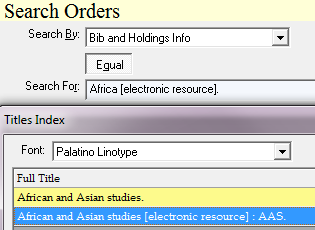 Search Orders
Search By: Bib and Holdings Info
Equal
Search For: Africa [electronic resource].
Titles Index
Font: Palatino Linotype
Full Title
African and Asian studies.
African and Asian studies [electronic resource] : AAS.